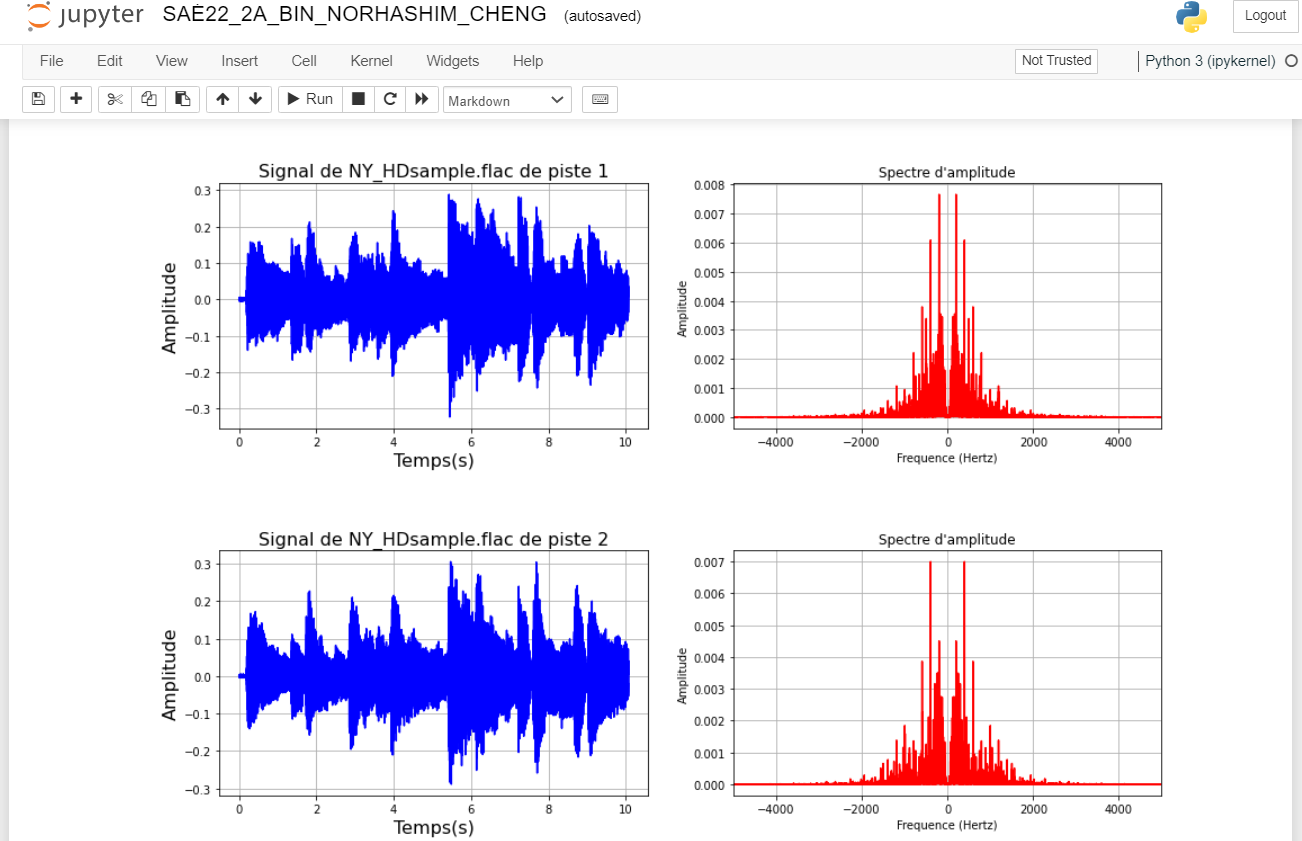 jupyter SAÉ22_2A_BIN_NORHASHIM_CHENG (autosaved) Logout
File Edit View Insert Cell Kernel Widgets Help Not Trusted Python 3 (ipykernel)
Run Markdown
Signal de NY_HDsample.flac de piste 1
0.3
0.2
0.1
0.0
−0.1
−0.2
−0.3
Amplitude
0 2 4 6 8 10
Temps(s)
Spectre d'amplitude
0.008
0.007
0.006
0.005
0.004
0.003
0.002
0.001
0.000
Amplitude
−4000 −2000 0 2000 4000
Frequence (Hertz)
Signal de NY_HDsample.flac de piste 2
0.3
0.2
0.1
0.0
−0.1
−0.2
−0.3
Amplitude
0 2 4 6 8 10
Temps(s)
Spectre d'amplitude
0.007
0.006
0.005
0.004
0.003
0.002
0.001
0.000
Amplitude
−4000 −2000 0 2000 4000
Frequence (Hertz)